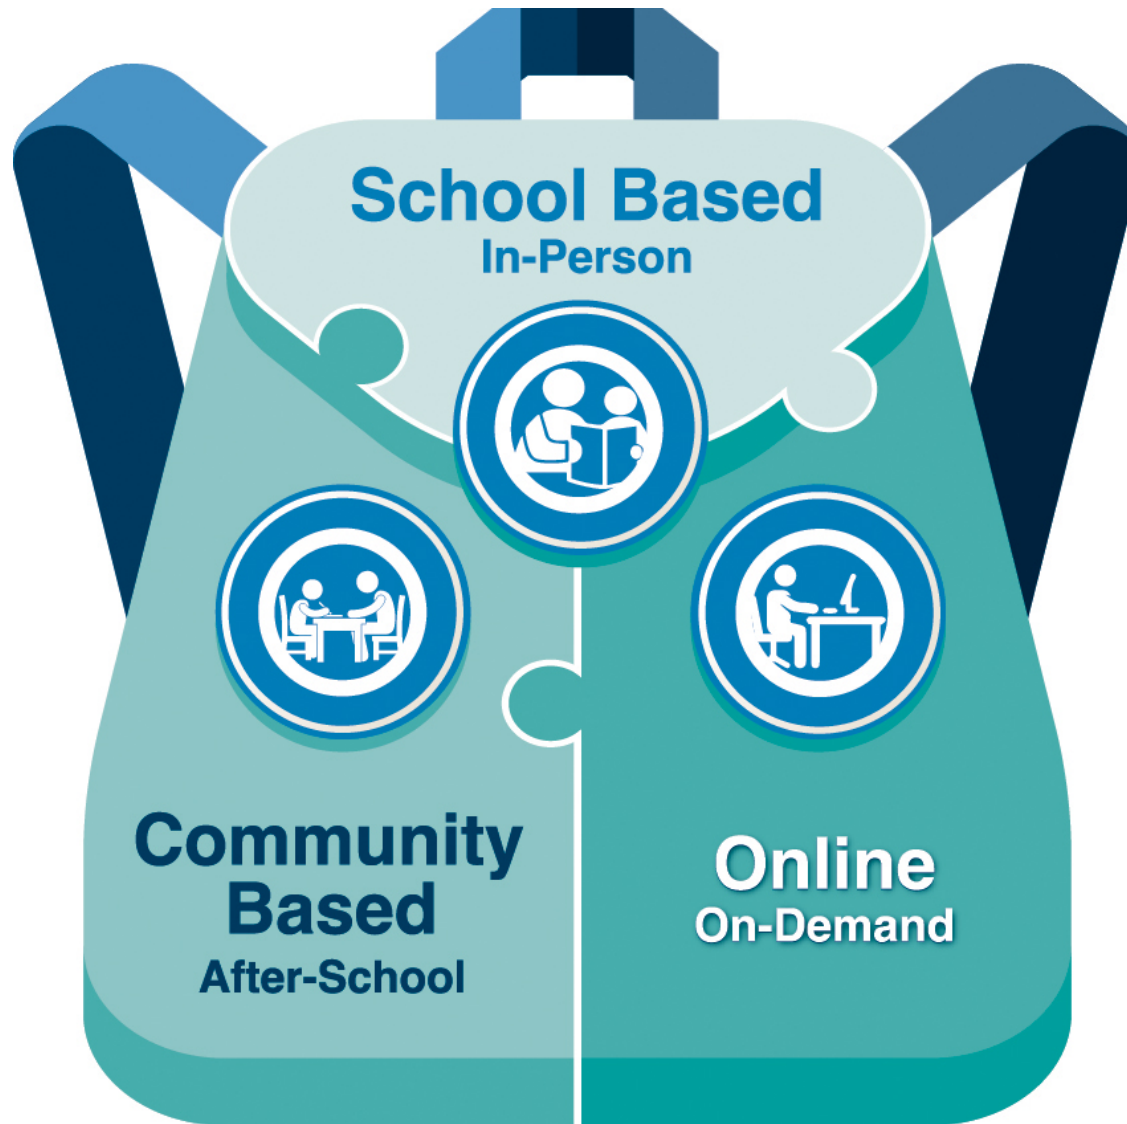 School Based
In-Person
Community
Based
After-School
Online
On-Demand